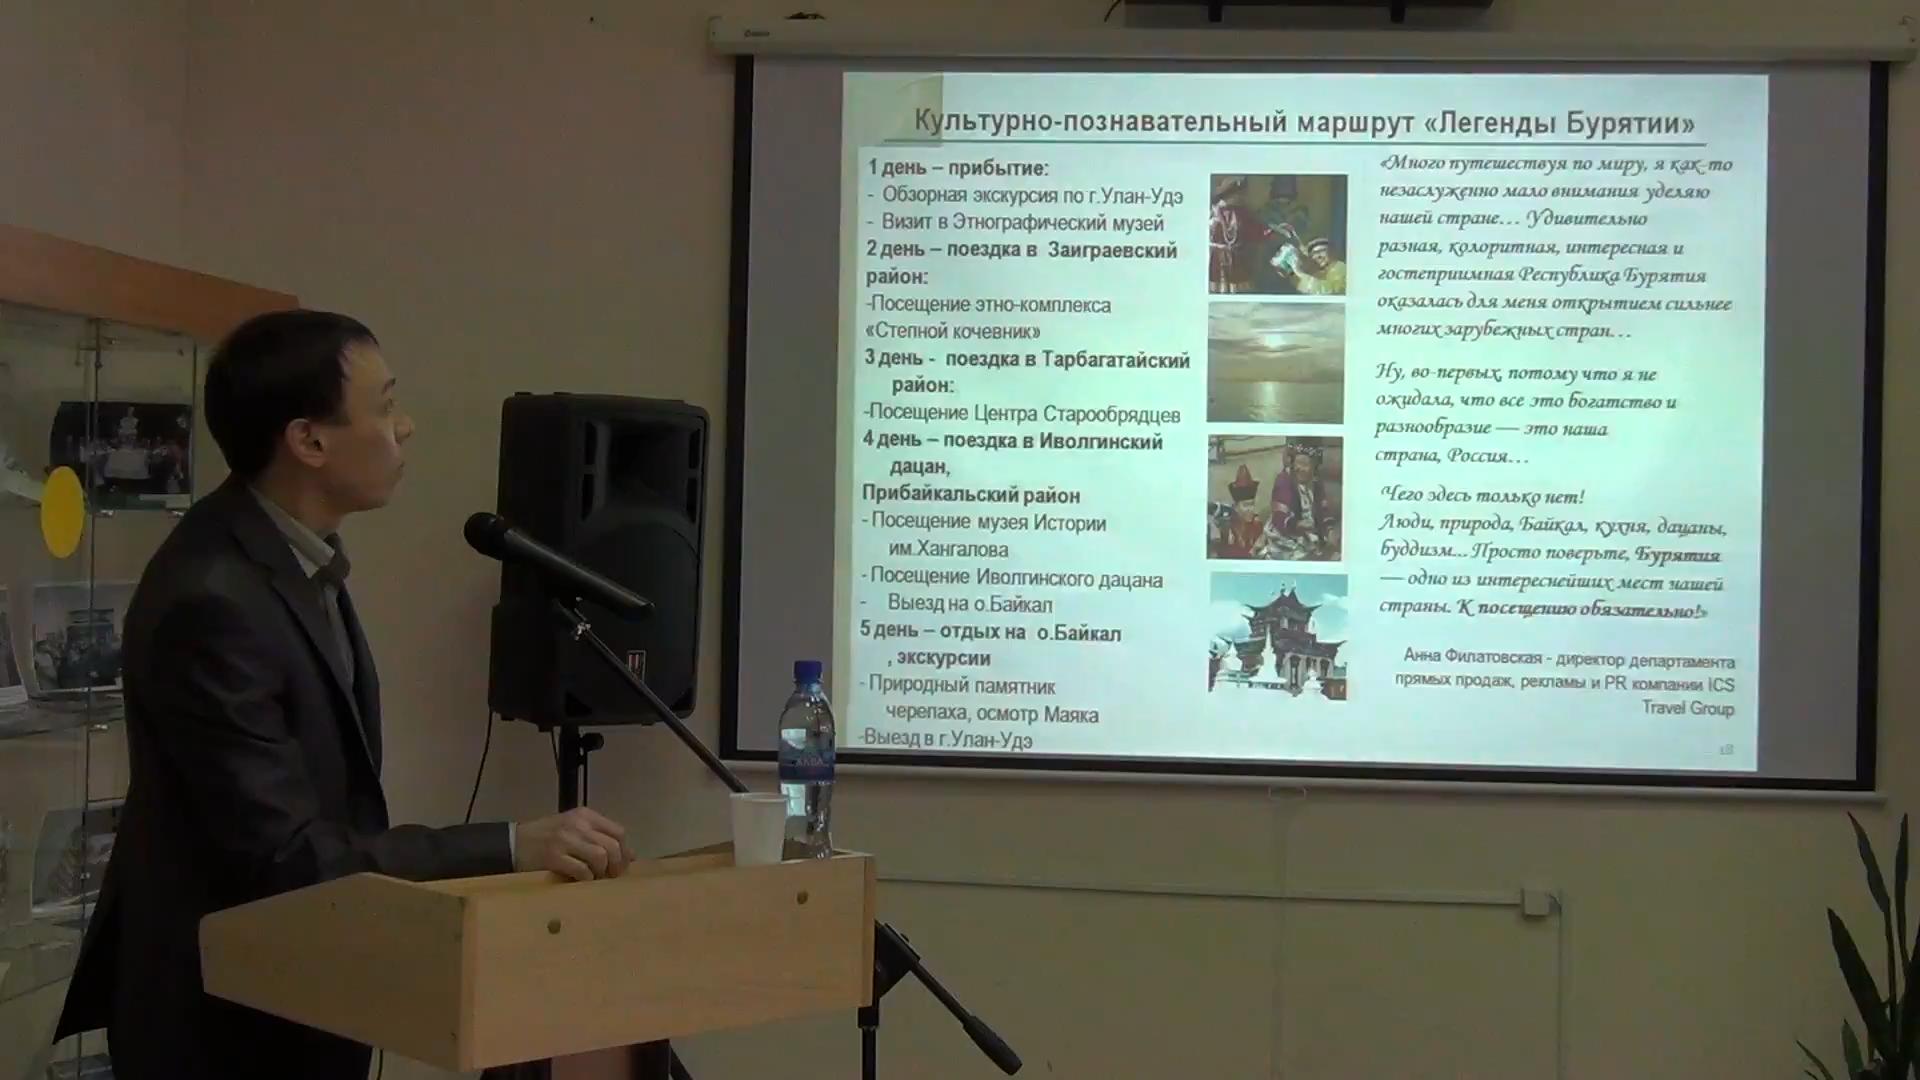 Культурно-познавательный маршрут «Легенды Бурятии»
1 день – прибытие:
- Обзорная экскурсия по г.Улан-Удэ
- Визит в Этнографический музей
2 день – поездка в Заиграевский
район:
-Посещение этно-комплекса
«Степной кочевник»
3 день - поездка в Тарбагатайский
район:
-Посещение Центра Старообрядцев
4 день – поездка в Иволгинский
дацан,
Прибайкальский район
- Посещение музея Истории
им.Хангалова
- Посещение Иволгинского дацана
- Выезд на о.Байкал
5 день – отдых на о.Байкал
, экскурсии
- Природный памятник
черепаха, осмотр Маяка
-Выезд в г.Улан-Удэ
«Много путешествуя по миру, я как-то
незаслуженно мало внимания уделяю
нашей стране… Удивительно
разная, колоритная, интересная и
гостеприимная Республика Бурятия
оказалась для меня открытием сильнее
многих зарубежных стран…
Ну, во-первых, потому что я не
ожидала, что все это богатство и
разнообразие — это наша
страна, Россия…
Чего здесь только нет!
Люди, природа, Байкал, кухня, дацаны,
буддизм... Просто поверьте, Бурятия
— одно из интереснейших мест нашей
страны. К посещению обязательно!»
Анна Филатовская - директор департамента
прямых продаж, рекламы и PR компании ICS
Travel Group
18
АКВА